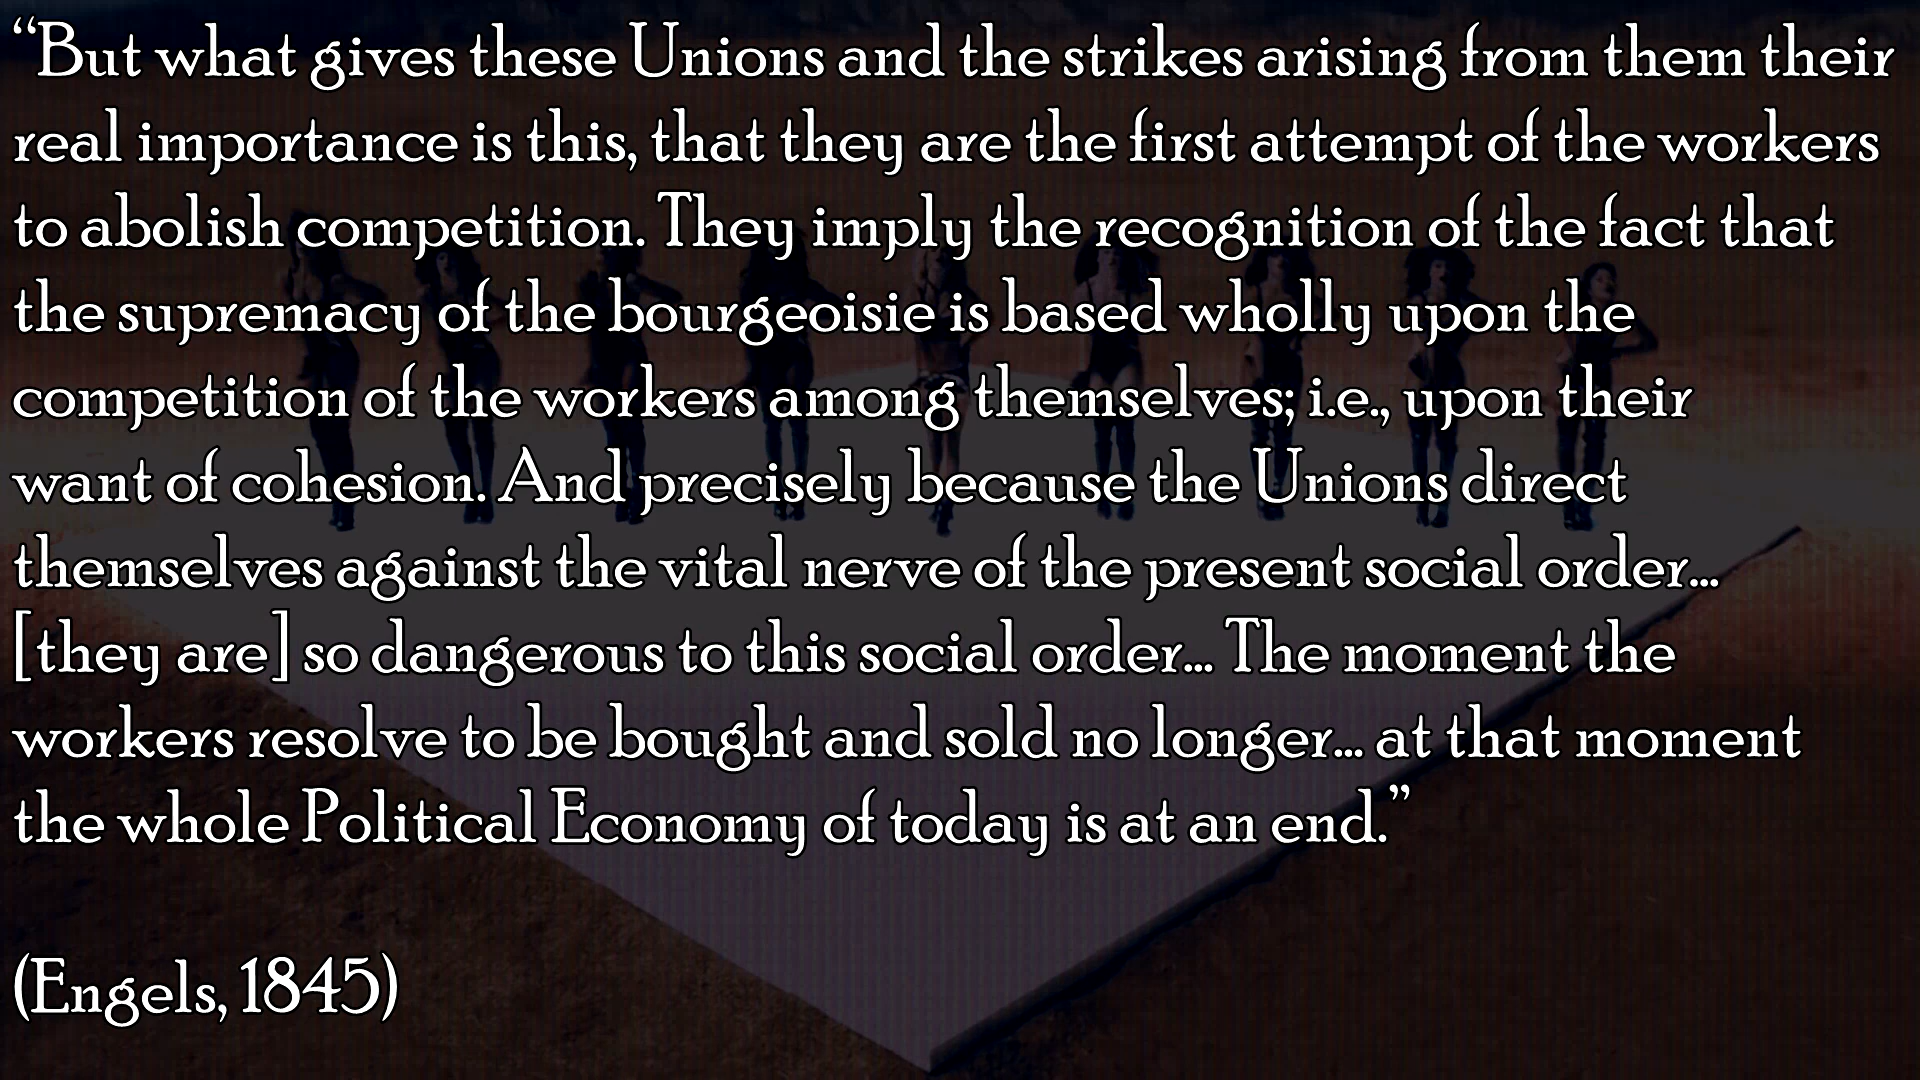 “But what gives these Unions and the strikes arising from them their
real importance is this, that they are the first attempt of the workers
to abolish competition. They imply the recognition of the fact that
the supremacy of the bourgeoisie is based wholly upon the
competition of the workers among themselves; i.e., upon their
want of cohesion. And precisely because the Unions direct
themselves against the vital nerve of the present social order...
[they are] so dangerous to this social order... The moment the
workers resolve to be bought and sold no longer... at that moment
the whole Political Economy of today is at an end.”
(Engels, 1845)